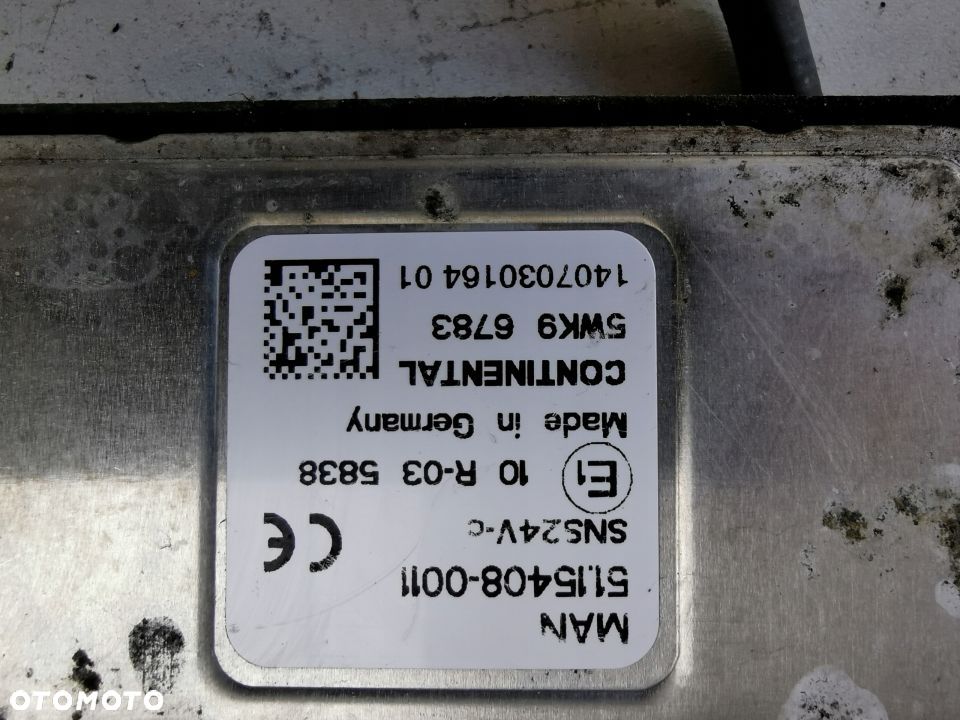 MAN
51.15408-0011
SNS24V-c
E1 10 R-03 5838
CE
Made in Germany
CONTINENTAL
5WK9 6783
1407030164 01
OTOMOTO